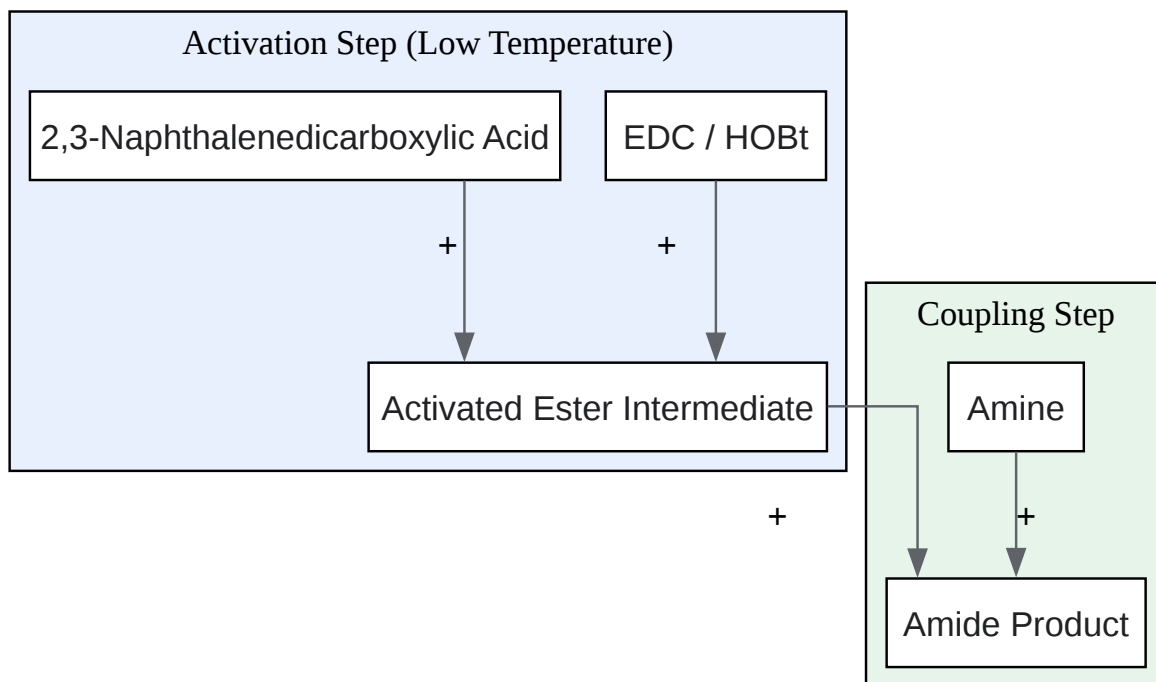 Activation Step (Low Temperature)
2,3-Naphthalenedicarboxylic Acid
EDC / HOBt
+
+
Activated Ester Intermediate
Coupling Step
Amine
+
+
Amide Product